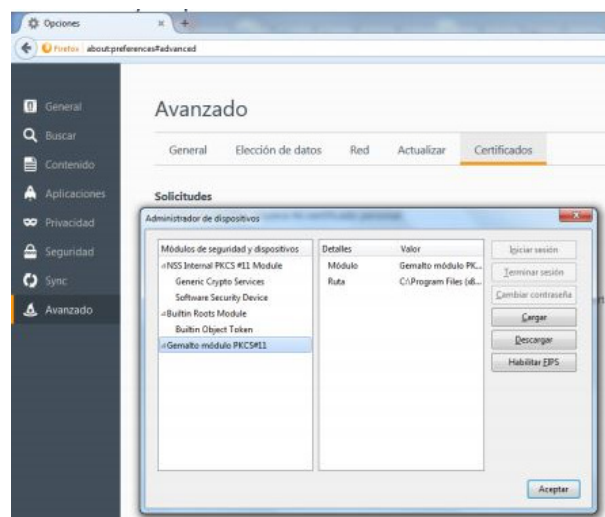 Opciones
Firefox about:preferences#advanced
General
Buscar
Contenido
Aplicaciones
Privacidad
Seguridad
Sync
Avanzado
Avanzado
General Elección de datos Red Actualizar Certificados
Solicitudes
Administrador de dispositivos
Módulos de seguridad y dispositivos
NSS Internal PKCS #11 Module
Generic Crypto Services
Software Security Device
Builtin Roots Module
Builtin Object Token
Gemalto módulo PKCS#11
Detalles Valor
Módulo Gemalto módulo PK...
Ruta C:\Program Files (x8...
Iniciar sesión
Terminar sesión
Cambiar contraseña
Cargar
Descargar
Habilitar FIPS
Aceptar